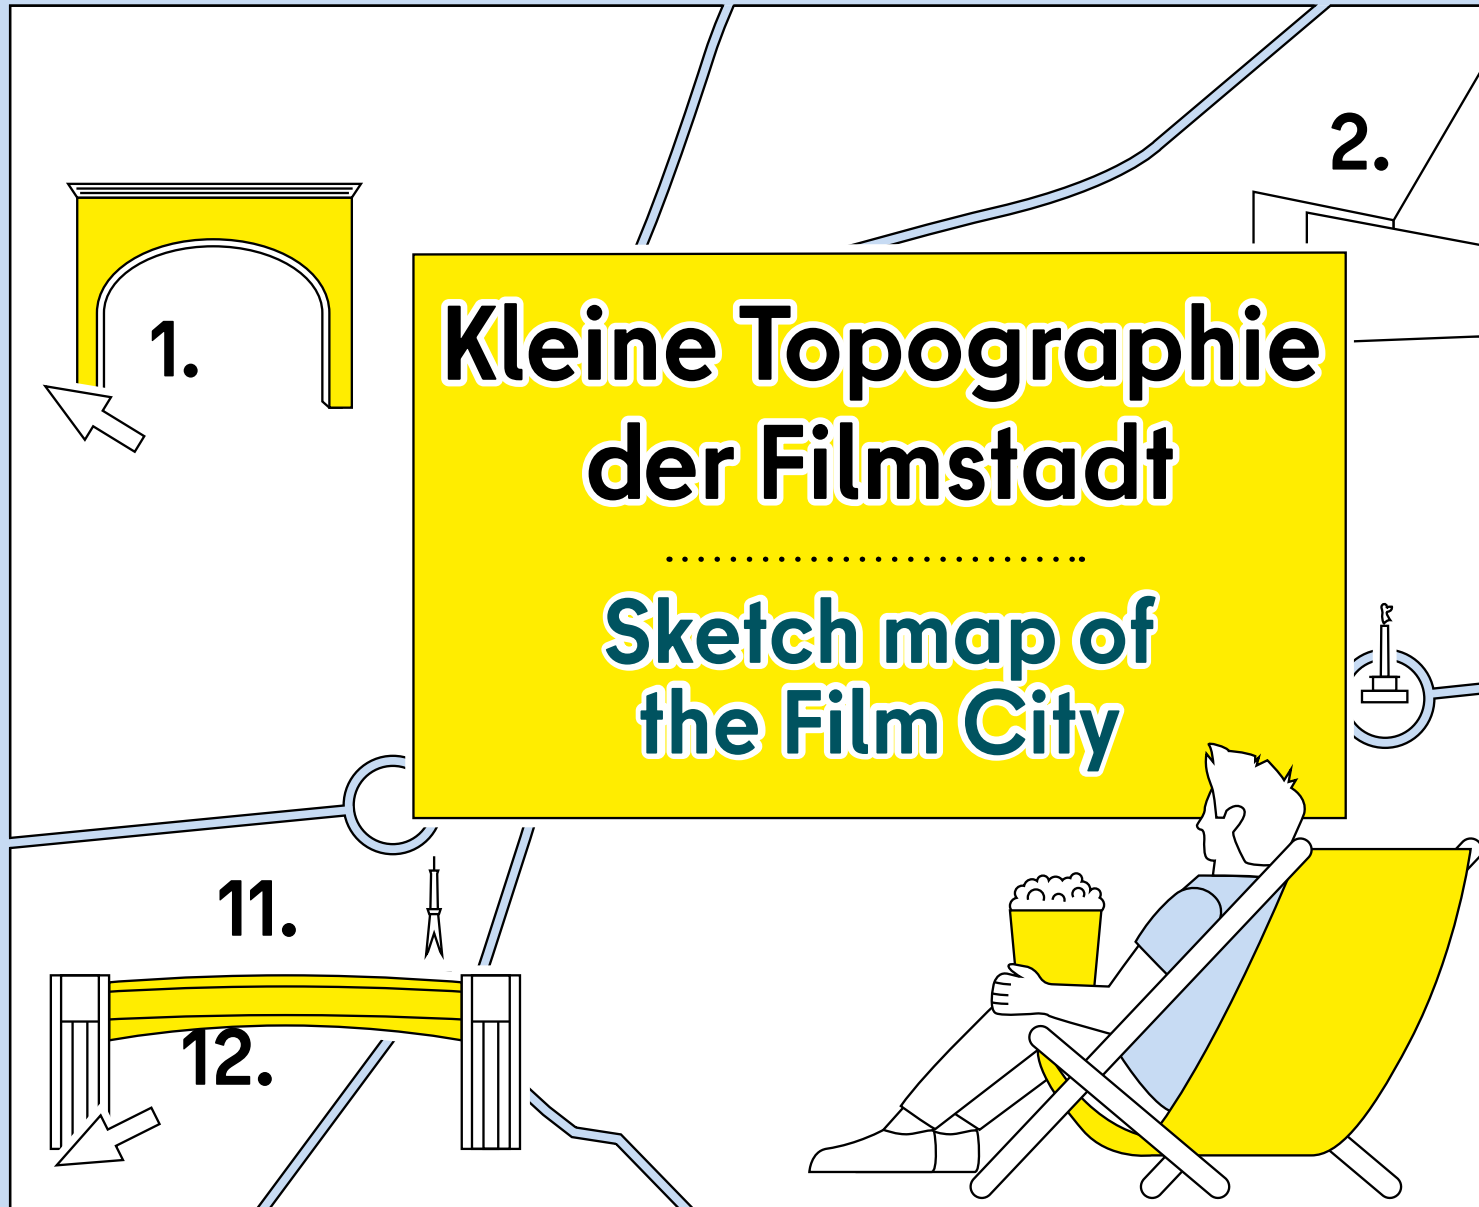 2.
1.
Kleine Topographie
der Filmstadt
Sketch map of
the Film City
11.
12.